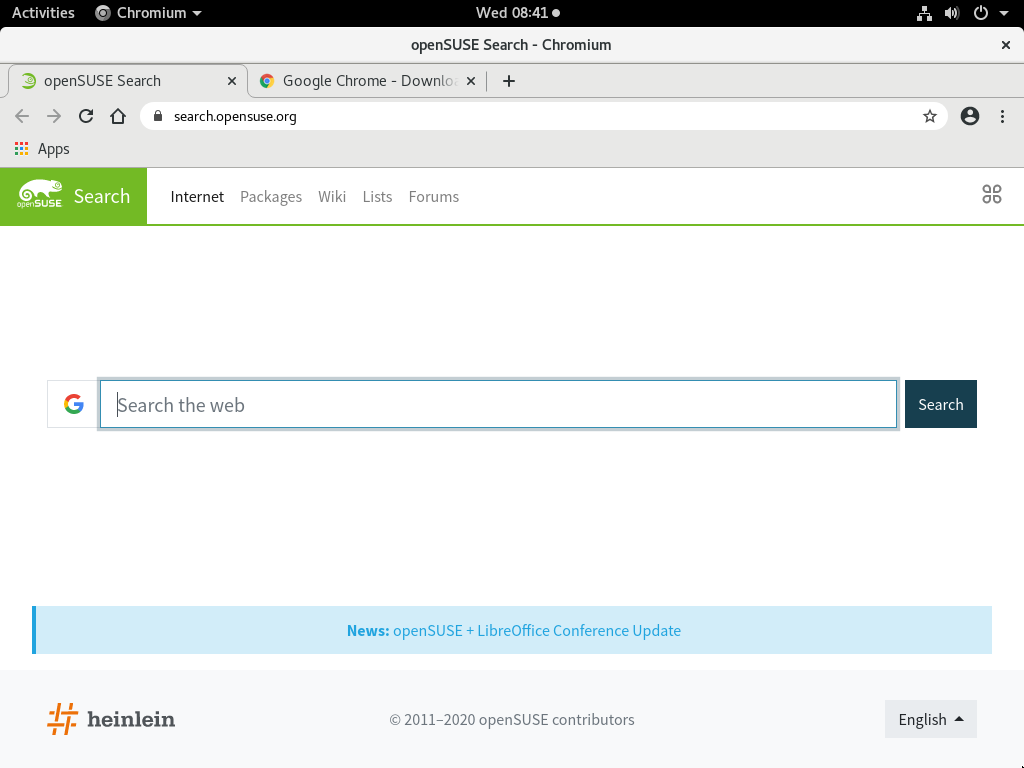 Activities Chromium Wed 08:41
openSUSE Search - Chromium
openSUSE Search Google Chrome - Downlo
search.opensuse.org
Apps
openSUSE Search Internet Packages Wiki Lists Forums
Search the web Search
News: openSUSE + LibreOffice Conference Update
heinlein © 2011–2020 openSUSE contributors English